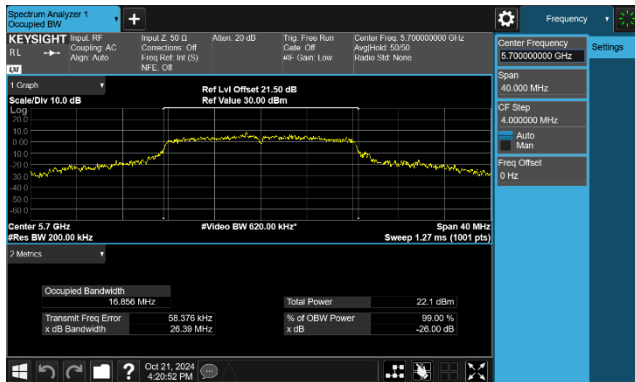 Spectrum Analyzer 1
Occupied BW
Frequency
KEYSIGHT Input: RF
Coupling: AC
Align: Auto
Input Z: 50 Ω
Corrections: Off
Freq Ref: Int (S)
NFE: Off
Atten: 20 dB
Trig: Free Run
Gate: Off
#IF Gain: Low
Center Freq: 5.700000000 GHz
Avg|Hold: 50/50
Radio Std: None
RL
LXI
Center Frequency
5.700000000 GHz
Settings
Span
40.000 MHz
CF Step
4.000000 MHz
Auto
Man
Freq Offset
0 Hz
1 Graph
Scale/Div 10.0 dB
Ref Lvl Offset 21.50 dB
Ref Value 30.00 dBm
Log
20.0
10.0
0.00
-10.0
-20.0
-30.0
-40.0
-50.0
-60.0
Center 5.7 GHz
#Video BW 620.00 kHz*
Span 40 MHz
#Res BW 200.00 kHz
Sweep 1.27 ms (1001 pts)
2 Metrics
Occupied Bandwidth
16.856 MHz
Total Power 22.1 dBm
Transmit Freq Error 58.376 kHz
% of OBW Power 99.00 %
x dB Bandwidth 26.39 MHz
x dB -26.00 dB
Oct 21, 2024
4:20:52 PM